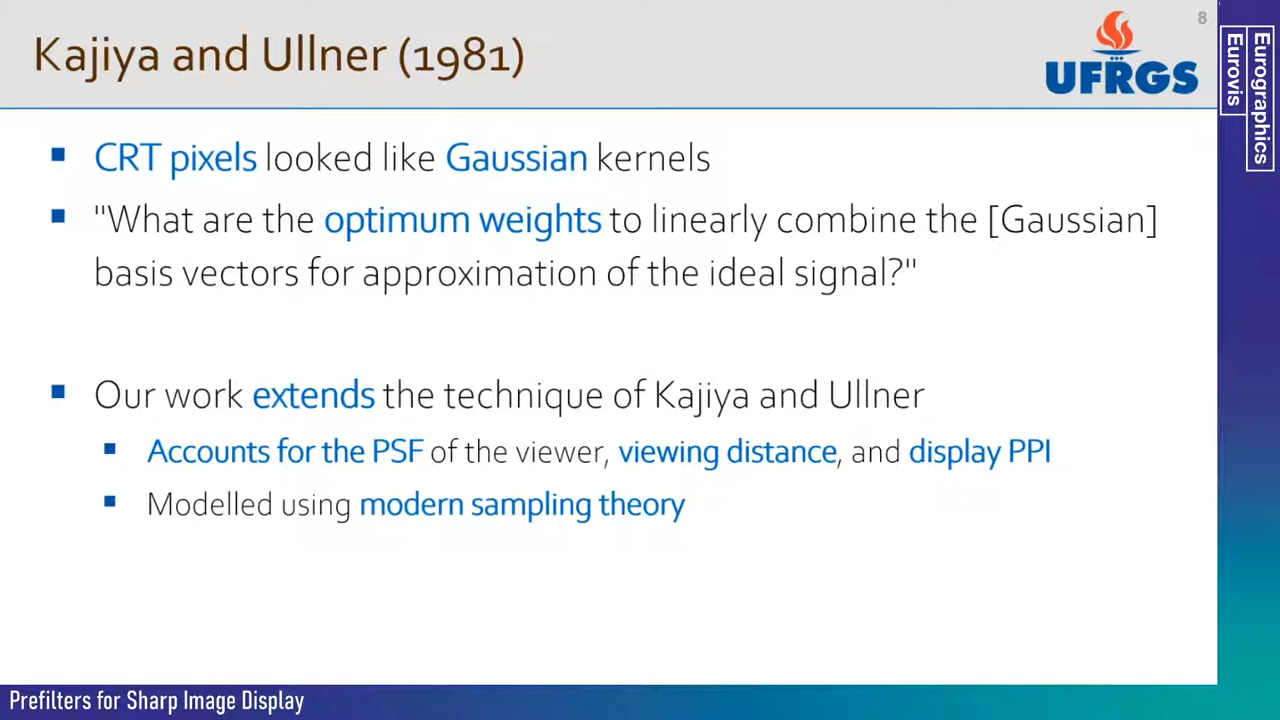 8
Kajiya and Ullner (1981)
UFRGS
Eurographics
Eurovis
CRT pixels looked like Gaussian kernels
"What are the optimum weights to linearly combine the [Gaussian]
basis vectors for approximation of the ideal signal?"
Our work extends the technique of Kajiya and Ullner
Accounts for the PSF of the viewer, viewing distance, and display PPI
Modelled using modern sampling theory
Prefilters for Sharp Image Display